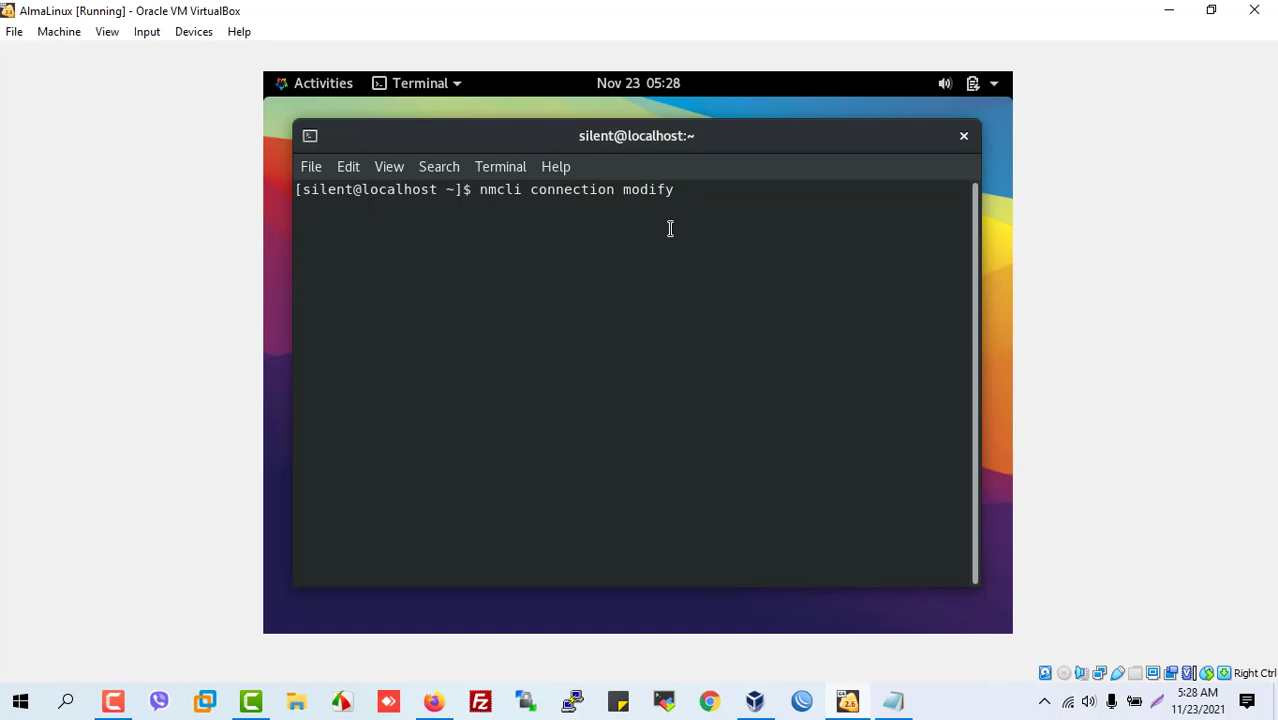 AlmaLinux [Running] - Oracle VM VirtualBox
File Machine View Input Devices Help
Activities Terminal Nov 23 05:28
silent@localhost:~
File Edit View Search Terminal Help
[silent@localhost ~]$ nmcli connection modify
Right Ctrl
5:28 AM
11/23/2021